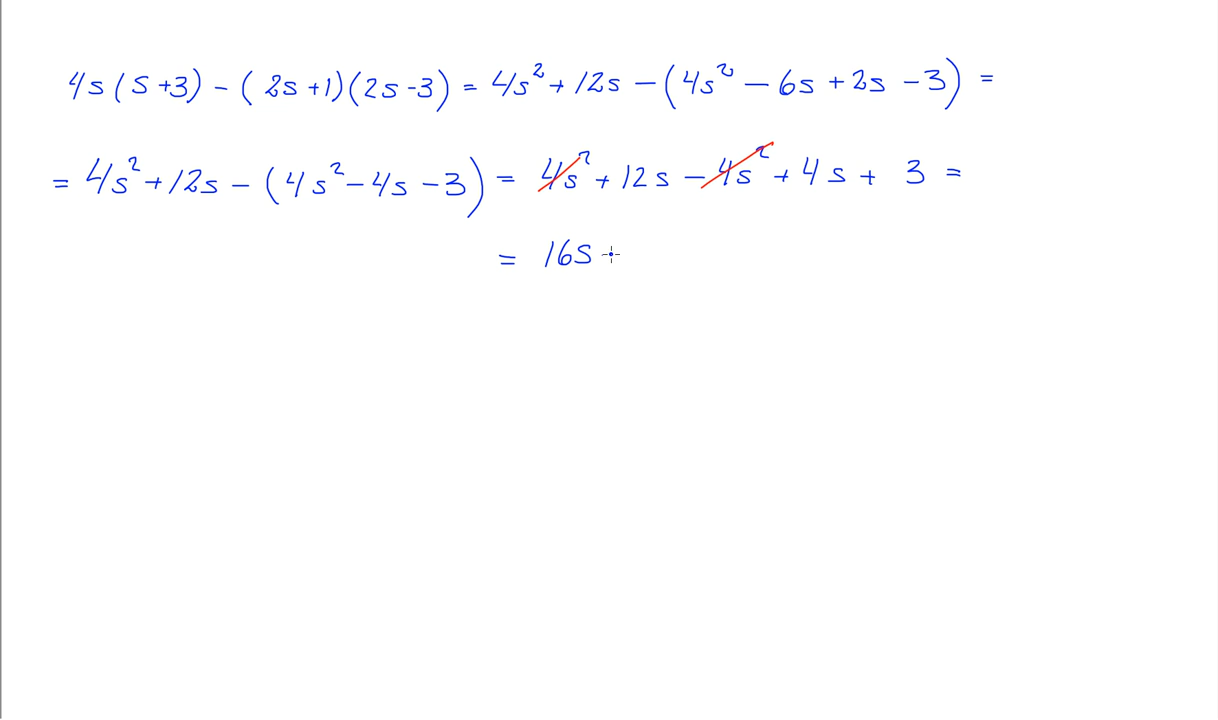 4s(s+3) - (2s+1)(2s-3) = 4s² + 12s - (4s² - 6s + 2s - 3) =
= 4s² + 12s - (4s² - 4s - 3) = 4s² + 12s - 4s² + 4s + 3 =
= 16s +